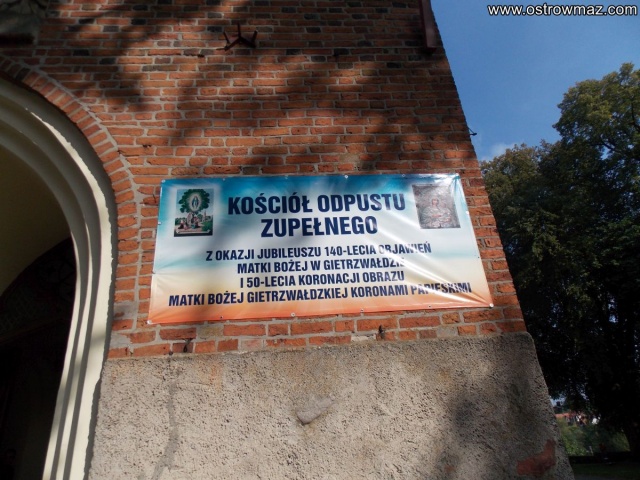 www.ostrowmaz.com
KOŚCIÓŁ ODPUSTU
ZUPEŁNEGO
Z OKAZJI JUBILEUSZU 140-LECIA OBJAWIEŃ
MATKI BOŻEJ W GIETRZWAŁDZIE
I 50-LECIA KORONACJI OBRAZU
MATKI BOŻEJ GIETRZWAŁDZKIEJ KORONAMI PAPIESKIMI